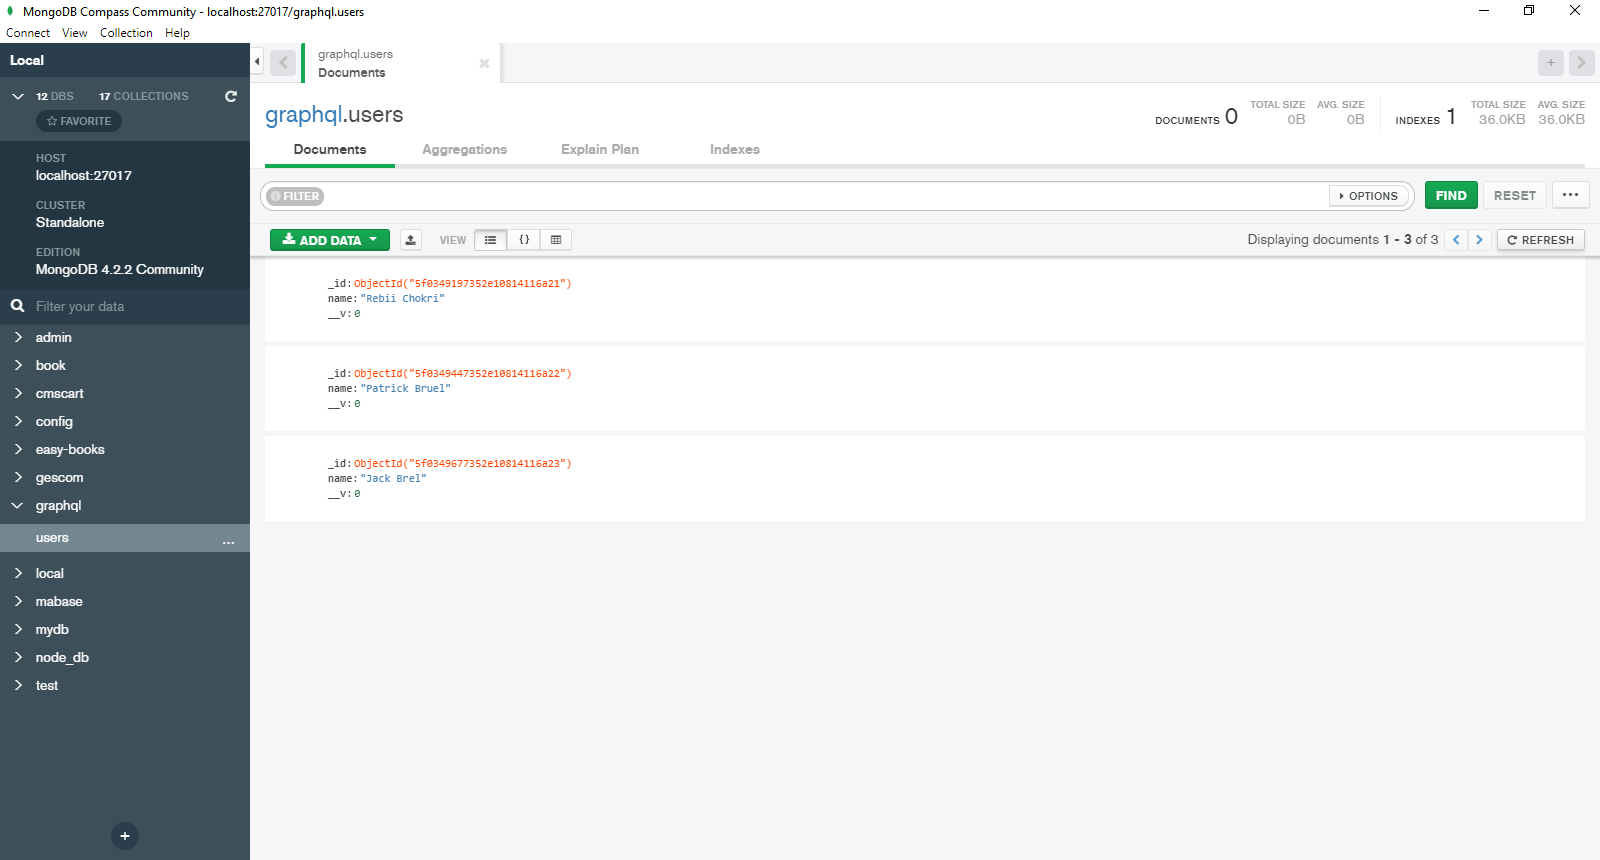 MongoDB Compass Community - localhost:27017/graphql.users
Connect View Collection Help
Local
12 DBS 17 COLLECTIONS
FAVORITE
HOST
localhost:27017
CLUSTER
Standalone
EDITION
MongoDB 4.2.2 Community
Filter your data
admin
book
cmscart
config
easy-books
gescom
graphql
users ...
local
mabase
mydb
node_db
test
+
graphql.users
Documents
+
graphql.users
DOCUMENTS 0 TOTAL SIZE 0B AVG. SIZE 0B INDEXES 1 TOTAL SIZE 36.0KB AVG. SIZE 36.0KB
Documents Aggregations Explain Plan Indexes
FILTER OPTIONS FIND RESET ...
ADD DATA VIEW {} Displaying documents 1 - 3 of 3 < > REFRESH
_id: ObjectId("5f0349197352e10814116a21")
name: "Rebii Chokri"
__v: 0
_id: ObjectId("5f0349447352e10814116a22")
name: "Patrick Bruel"
__v: 0
_id: ObjectId("5f0349677352e10814116a23")
name: "Jack Brel"
__v: 0